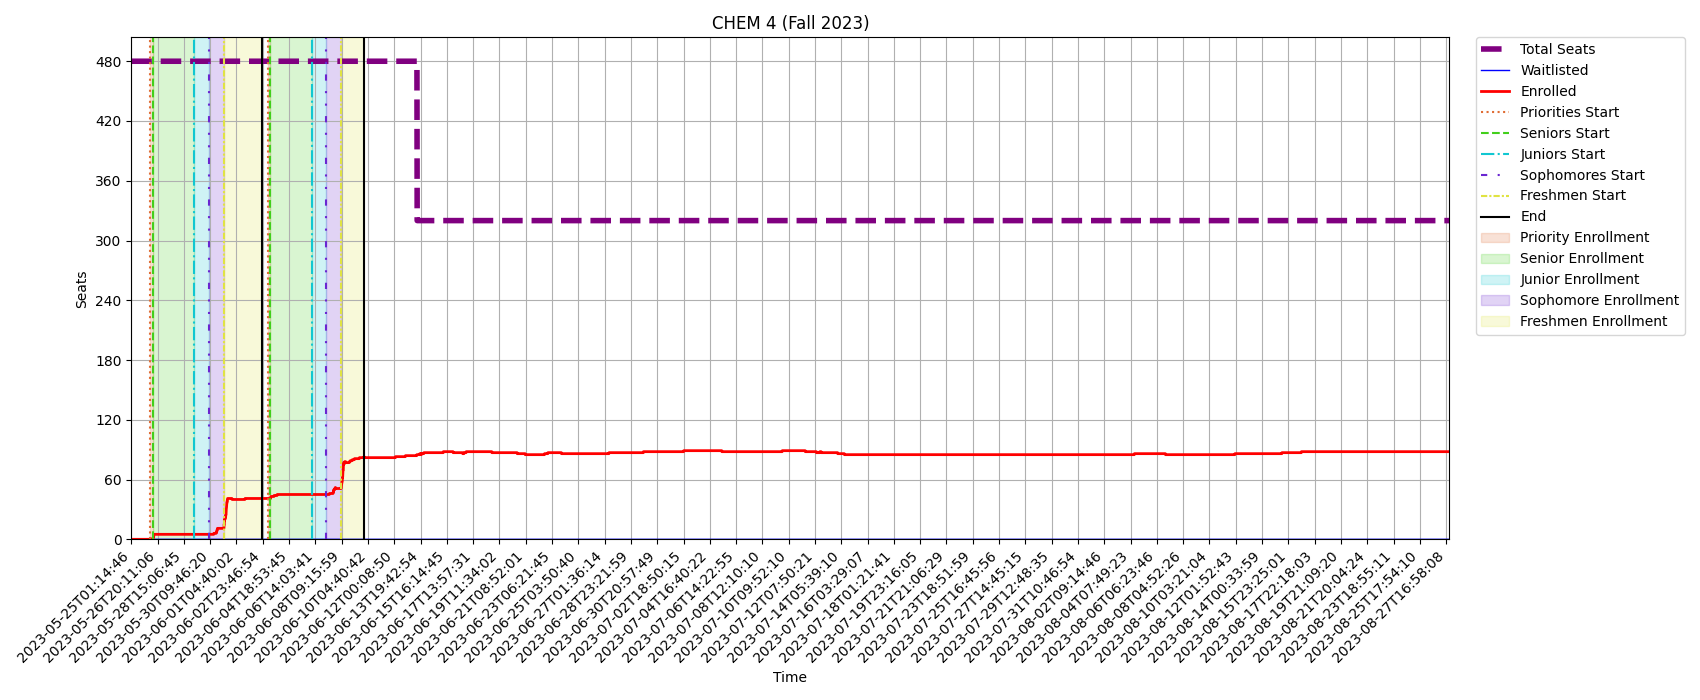 CHEM 4 (Fall 2023)
Seats
480
420
360
300
240
180
120
60
0
2023-05-25T01:14:46
2023-05-26T20:11:06
2023-05-28T15:06:45
2023-05-30T09:46:20
2023-06-01T04:40:02
2023-06-02T23:46:54
2023-06-04T18:53:45
2023-06-06T14:03:41
2023-06-08T09:15:59
2023-06-10T04:40:42
2023-06-12T00:08:50
2023-06-13T19:42:54
2023-06-15T16:14:45
2023-06-17T13:57:31
2023-06-19T11:34:02
2023-06-21T08:52:01
2023-06-23T06:21:45
2023-06-25T03:50:40
2023-06-27T01:36:14
2023-06-28T23:21:59
2023-06-30T20:57:49
2023-07-02T18:50:15
2023-07-04T16:40:22
2023-07-06T14:22:55
2023-07-08T12:10:10
2023-07-10T09:52:10
2023-07-12T07:50:21
2023-07-14T05:39:10
2023-07-16T03:29:07
2023-07-18T01:21:41
2023-07-19T23:16:05
2023-07-21T21:06:29
2023-07-23T18:51:59
2023-07-25T16:45:56
2023-07-27T14:45:15
2023-07-29T12:48:35
2023-07-31T10:46:54
2023-08-02T09:14:46
2023-08-04T07:49:23
2023-08-06T06:23:46
2023-08-08T04:52:26
2023-08-10T03:21:04
2023-08-12T01:52:43
2023-08-14T00:33:59
2023-08-15T23:25:01
2023-08-17T22:18:03
2023-08-19T21:09:20
2023-08-21T20:04:24
2023-08-23T18:55:11
2023-08-25T17:54:10
2023-08-27T16:58:08
Time
Total Seats
Waitlisted
Enrolled
Priorities Start
Seniors Start
Juniors Start
Sophomores Start
Freshmen Start
End
Priority Enrollment
Senior Enrollment
Junior Enrollment
Sophomore Enrollment
Freshmen Enrollment